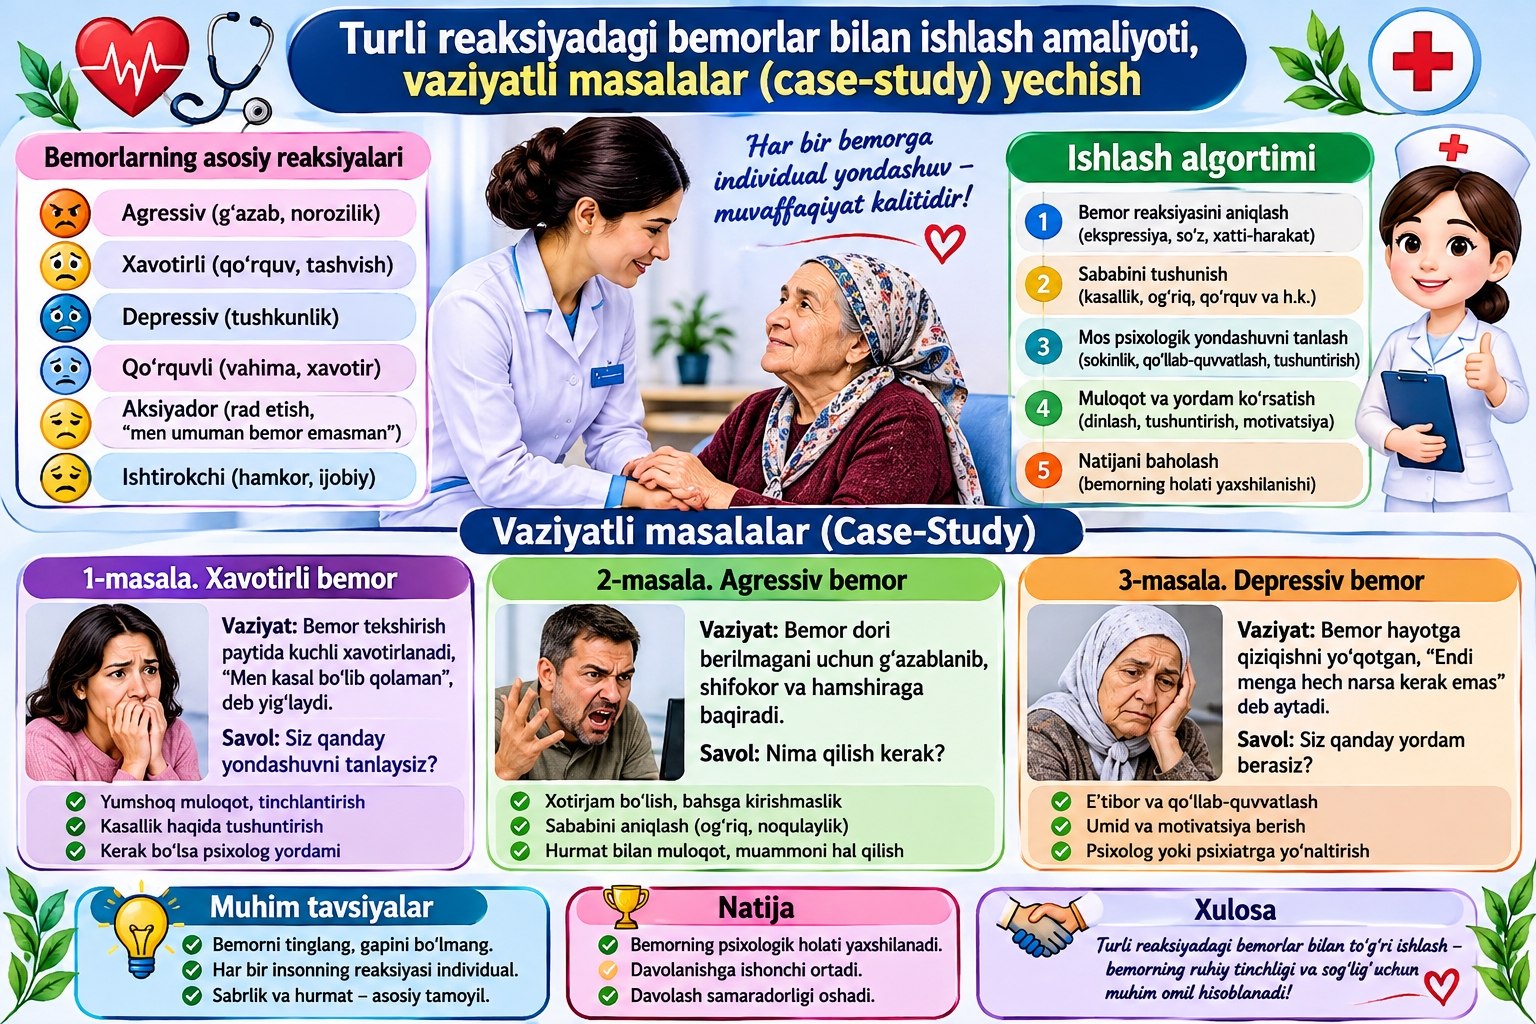 Turli reaksiyadagi bemorlar bilan ishlash amaliyoti,
vaziyatli masalalar (case-study) yechish
Bemorlarning asosiy reaksiyalari
Agressiv (g‘azab, norozilik)
Xavotirli (qo‘rquv, tashvish)
Depressiv (tushkunlik)
Qo‘rquvli (vahima, xavotir)
Aksiyador (rad etish,
“men umuman bemor emasman”)
Ishtirokchi (hamkor, ijobiy)
Har bir bemorga
individual yondashuv –
muvaffaqiyat kalitidir!
Ishlash algortimi
1
Bemor reaksiyasini aniqlash
(ekspressiya, so‘z, xatti-harakat)
2
Sababini tushunish
(kasallik, og‘riq, qo‘rquv va h.k.)
3
Mos psixologik yondashuvni tanlash
(sokinlik, qo‘llab-quvvatlash, tushuntirish)
4
Muloqot va yordam ko‘rsatish
(dinlash, tushuntirish, motivatsiya)
5
Natijani baholash
(bemorning holati yaxshilanishi)
Vaziyatli masalalar (Case-Study)
1-masala. Xavotirli bemor
Vaziyat: Bemor tekshirish
paytida kuchli xavotirlanadi,
“Men kasal bo‘lib qolaman”,
deb yig‘laydi.
Savol: Siz qanday
yondashuvni tanlaysiz?
Yumshoq muloqot, tinchlantirish
Kasallik haqida tushuntirish
Kerak bo‘lsa psixolog yordami
2-masala. Agressiv bemor
Vaziyat: Bemor dori
berilmagani uchun g‘azablanib,
shifokor va hamshiraga
baqiradi.
Savol: Nima qilish kerak?
Xotirjam bo‘lish, bahsga kirishmaslik
Sababini aniqlash (og‘riq, noqulaylik)
Hurmat bilan muloqot, muammoni hal qilish
3-masala. Depressiv bemor
Vaziyat: Bemor hayotga
qiziqishni yo‘qotgan, “Endi
menga hech narsa kerak emas”
deb aytadi.
Savol: Siz qanday yordam
berasiz?
E’tibor va qo‘llab-quvvatlash
Umid va motivatsiya berish
Psixolog yoki psixiatrga yo‘naltirish
Muhim tavsiyalar
Bemorni tinglang, gapini bo‘lmang.
Har bir insonning reaksiyasi individual.
Sabrlik va hurmat – asosiy tamoyil.
Natija
Bemorning psixologik holati yaxshilanadi.
Davolanishga ishonchi ortadi.
Davolash samaradorligi oshadi.
Xulosa
Turli reaksiyadagi bemorlar bilan to‘g‘ri ishlash –
bemorning ruhiy tinchligi va sog‘lig‘ uchun
muhim omil hisoblanadi!